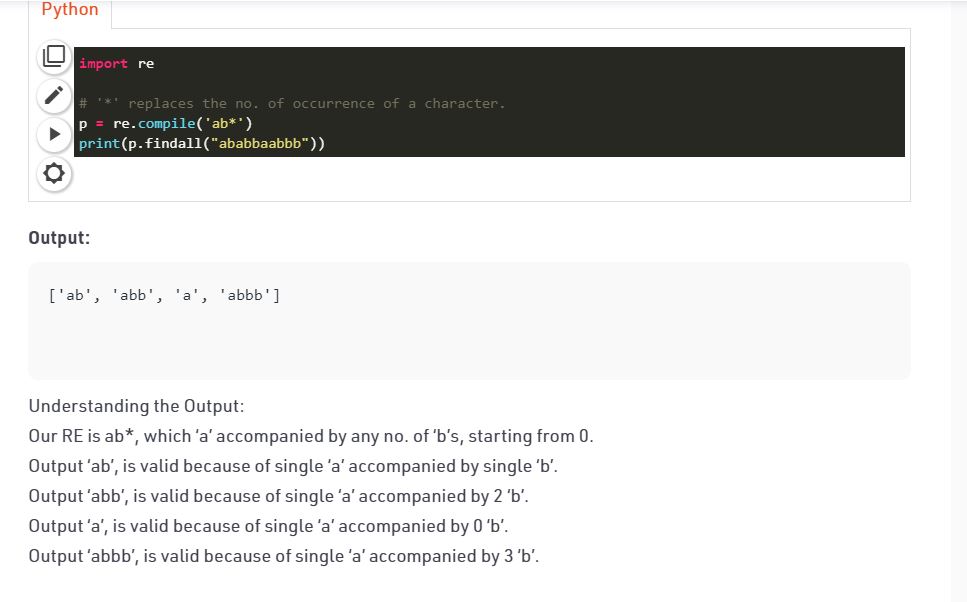 Python
import re
# '*' replaces the no. of occurrence of a character.
p = re.compile('ab*')
print(p.findall("ababbaabbb"))
Output:
['ab', 'abb', 'a', 'abbb']
Understanding the Output:
Our RE is ab*, which ‘a’ accompanied by any no. of ‘b’s, starting from 0.
Output ‘ab’, is valid because of single ‘a’ accompanied by single ‘b’.
Output ‘abb’, is valid because of single ‘a’ accompanied by 2 ‘b’.
Output ‘a’, is valid because of single ‘a’ accompanied by 0 ‘b’.
Output ‘abbb’, is valid because of single ‘a’ accompanied by 3 ‘b’.